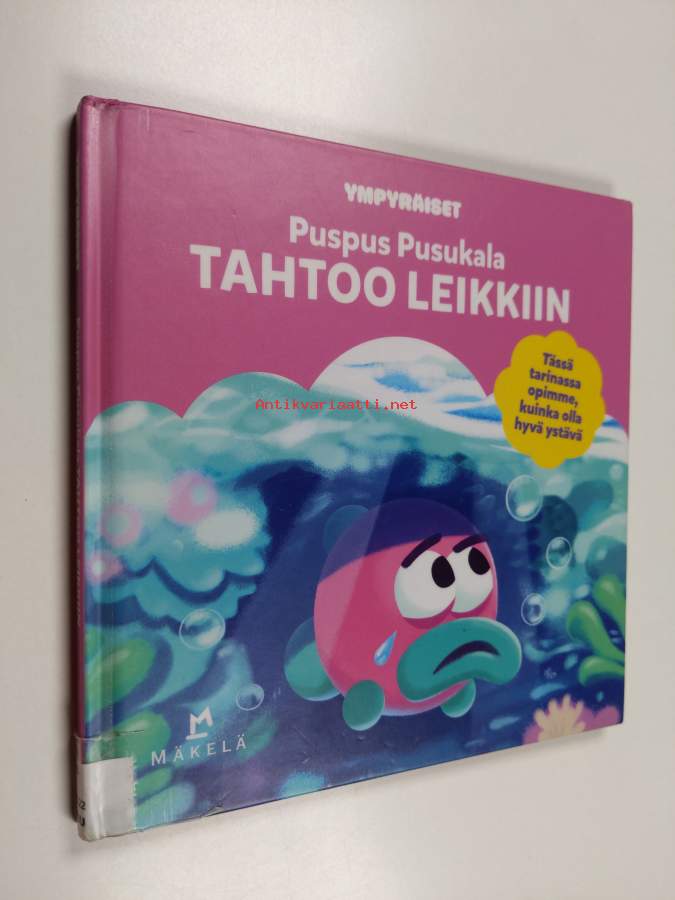 YMPYRÄISET
Puspus Pusukala
TAHTOO LEIKKIIN
Tässä
tarinassa
opimme,
kuinka olla
hyvä ystävä
Antikvariaatti.net
M
MÄKELÄ